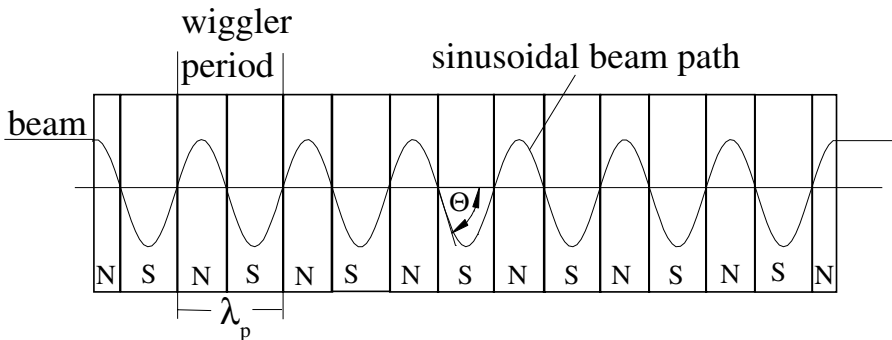 wiggler
period
sinusoidal beam path
beam
Θ
N S N S N S N S N S N S N S N
λp